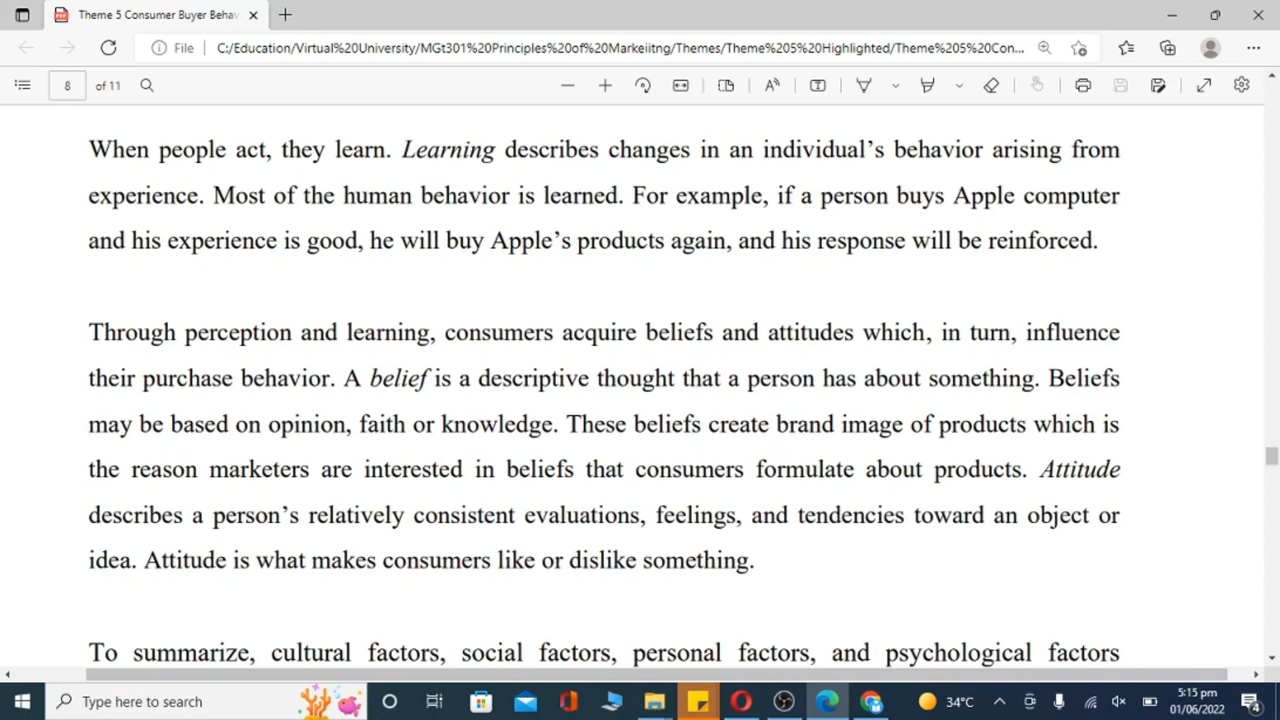 Theme 5 Consumer Buyer Behav
File
C:/Education/Virtual%20University/MGt301%20Principles%20of%20Markeiitng/Themes/Theme%205%20Highlighted/Theme%205%20Con...
8 of 11
When people act, they learn. Learning describes changes in an individual’s behavior arising from
experience. Most of the human behavior is learned. For example, if a person buys Apple computer
and his experience is good, he will buy Apple’s products again, and his response will be reinforced.
Through perception and learning, consumers acquire beliefs and attitudes which, in turn, influence
their purchase behavior. A belief is a descriptive thought that a person has about something. Beliefs
may be based on opinion, faith or knowledge. These beliefs create brand image of products which is
the reason marketers are interested in beliefs that consumers formulate about products. Attitude
describes a person’s relatively consistent evaluations, feelings, and tendencies toward an object or
idea. Attitude is what makes consumers like or dislike something.
To summarize, cultural factors, social factors, personal factors, and psychological factors
Type here to search
34°C
5:15 pm
01/06/2022
4